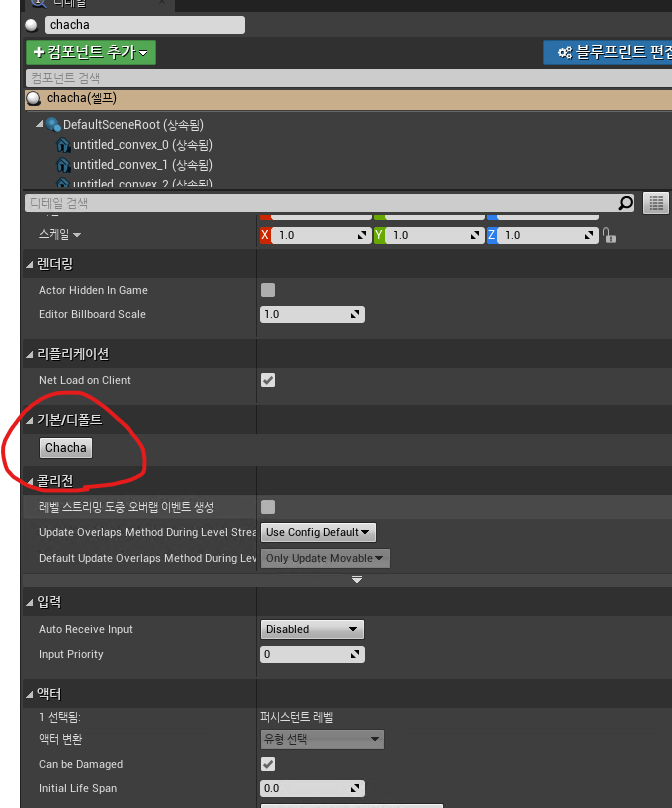 디테일
chacha
+컴포넌트 추가
블루프린트 편집
컴포넌트 검색
chacha(셀프)
DefaultSceneRoot (상속됨)
untitled_convex_0 (상속됨)
untitled_convex_1 (상속됨)
untitled_convex_2 (상속됨)
디테일 검색
스케일 X 1.0 Y 1.0 Z 1.0
렌더링
Actor Hidden In Game
Editor Billboard Scale 1.0
리플리케이션
Net Load on Client
기본/디폴트
Chacha
콜리전
레벨 스트리밍 도중 오버랩 이벤트 생성
Update Overlaps Method During Level Strea Use Config Default
Default Update Overlaps Method During Lev Only Update Movable
입력
Auto Receive Input Disabled
Input Priority 0
액터
1 선택됨: 퍼시스턴트 레벨
액터 변환 유형 선택
Can be Damaged
Initial Life Span 0.0